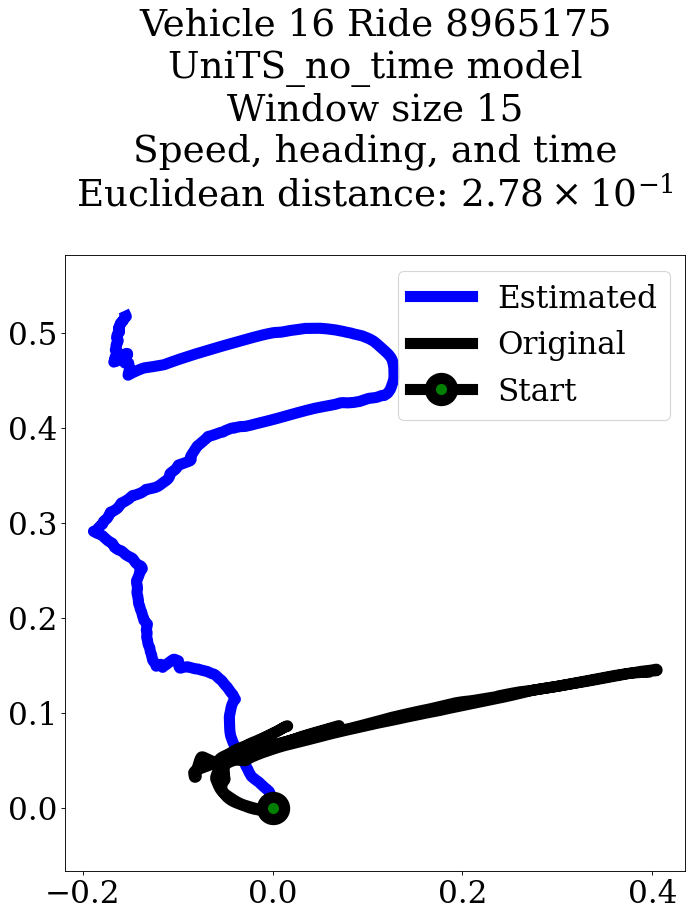 Vehicle 16 Ride 8965175
UniTS_no_time model
Window size 15
Speed, heading, and time
Euclidean distance: 2.78 × 10⁻¹
Estimated
Original
Start
0.5
0.4
0.3
0.2
0.1
0.0
−0.2 0.0 0.2 0.4